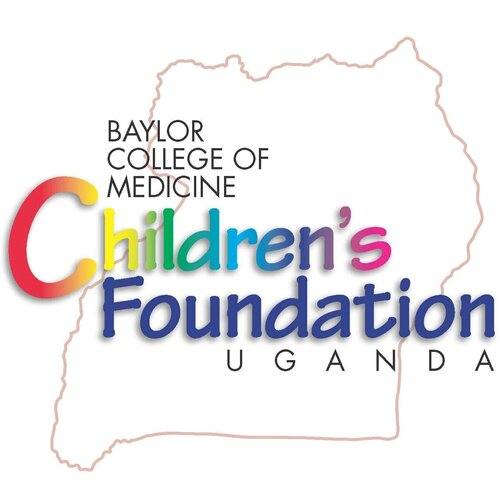 BAYLOR
COLLEGE OF
MEDICINE
Children's
Foundation
UGANDA